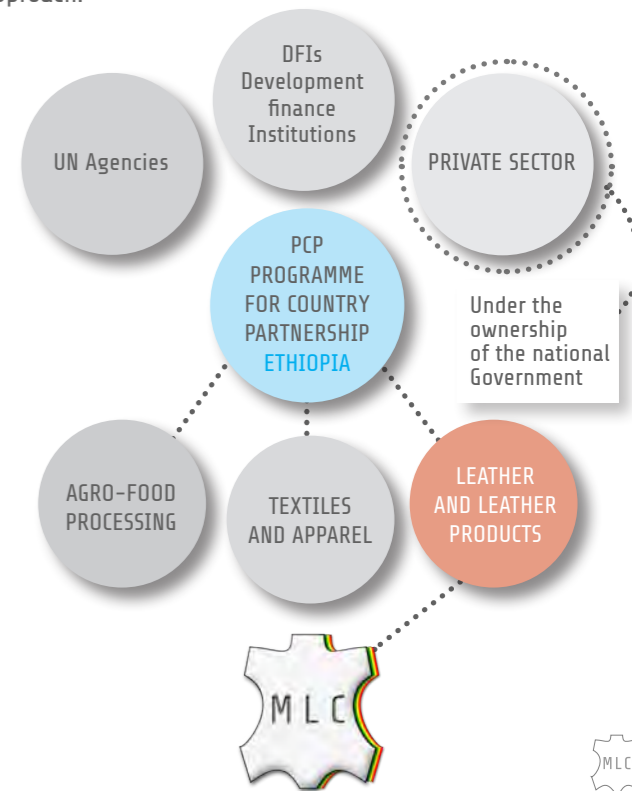 DFIs
Development
finance
Institutions
UN Agencies
PRIVATE SECTOR
PCP
PROGRAMME
FOR COUNTRY
PARTNERSHIP
ETHIOPIA
Under the
ownership
of the national
Government
AGRO-FOOD
PROCESSING
TEXTILES
AND APPAREL
LEATHER
AND LEATHER
PRODUCTS
MLC
MLC